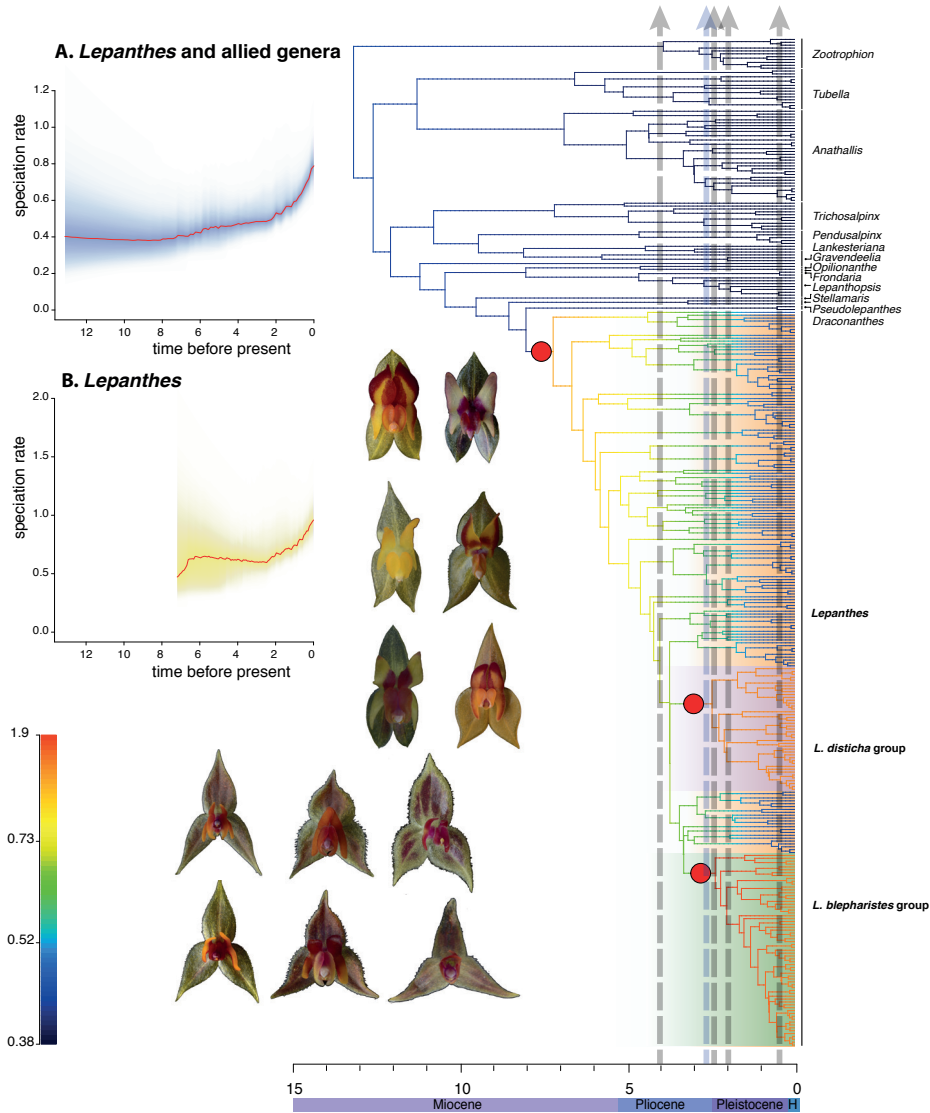 A. Lepanthes and allied genera
speciation rate
1.2
1.0
0.8
0.6
0.4
0.2
0.0
12 10 8 6 4 2 0
time before present
B. Lepanthes
speciation rate
2.0
1.5
1.0
0.5
0.0
12 10 8 6 4 2 0
time before present
1.9
0.73
0.52
0.38
Zootrophion
Tubella
Anathallis
Trichosalpinx
Pendusalpinx
Lankesteriana
Gravendeelia
Opilionanthe
Frondaria
Lepanthopsis
Stellamaris
Pseudolepanthes
Draconanthes
Lepanthes
L. disticha group
L. blepharistes group
15 10 5 0
Miocene Pliocene Pleistocene H